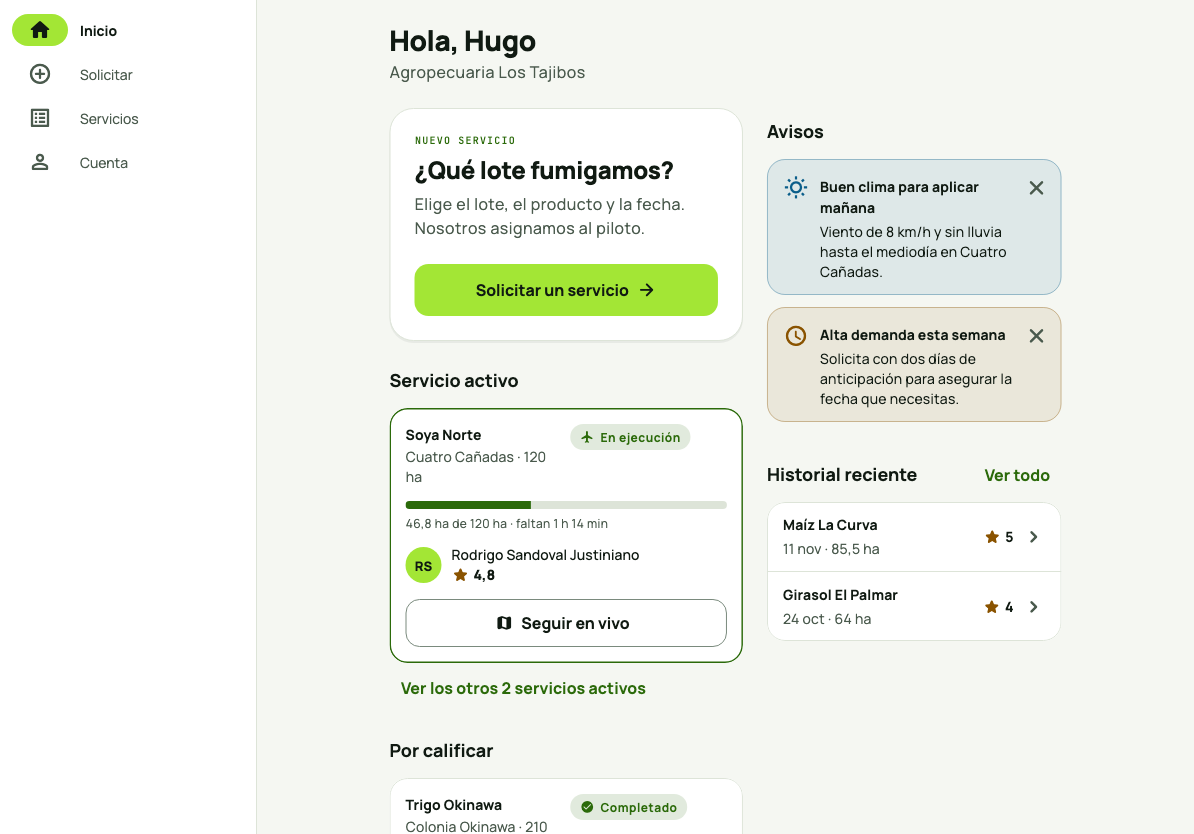 Inicio
Solicitar
Servicios
Cuenta
Hola, Hugo
Agropecuaria Los Tajibos
NUEVO SERVICIO
¿Qué lote fumigamos?
Elige el lote, el producto y la fecha.
Nosotros asignamos al piloto.
Solicitar un servicio
Servicio activo
Soya Norte
En ejecución
Cuatro Cañadas · 120
ha
46,8 ha de 120 ha · faltan 1 h 14 min
RS
Rodrigo Sandoval Justiniano
4,8
Seguir en vivo
Ver los otros 2 servicios activos
Por calificar
Trigo Okinawa
Completado
Colonia Okinawa · 210
Avisos
Buen clima para aplicar
mañana
Viento de 8 km/h y sin lluvia
hasta el mediodía en Cuatro
Cañadas.
Alta demanda esta semana
Solicita con dos días de
anticipación para asegurar la
fecha que necesitas.
Historial reciente
Ver todo
Maíz La Curva
11 nov · 85,5 ha
5
Girasol El Palmar
24 oct · 64 ha
4